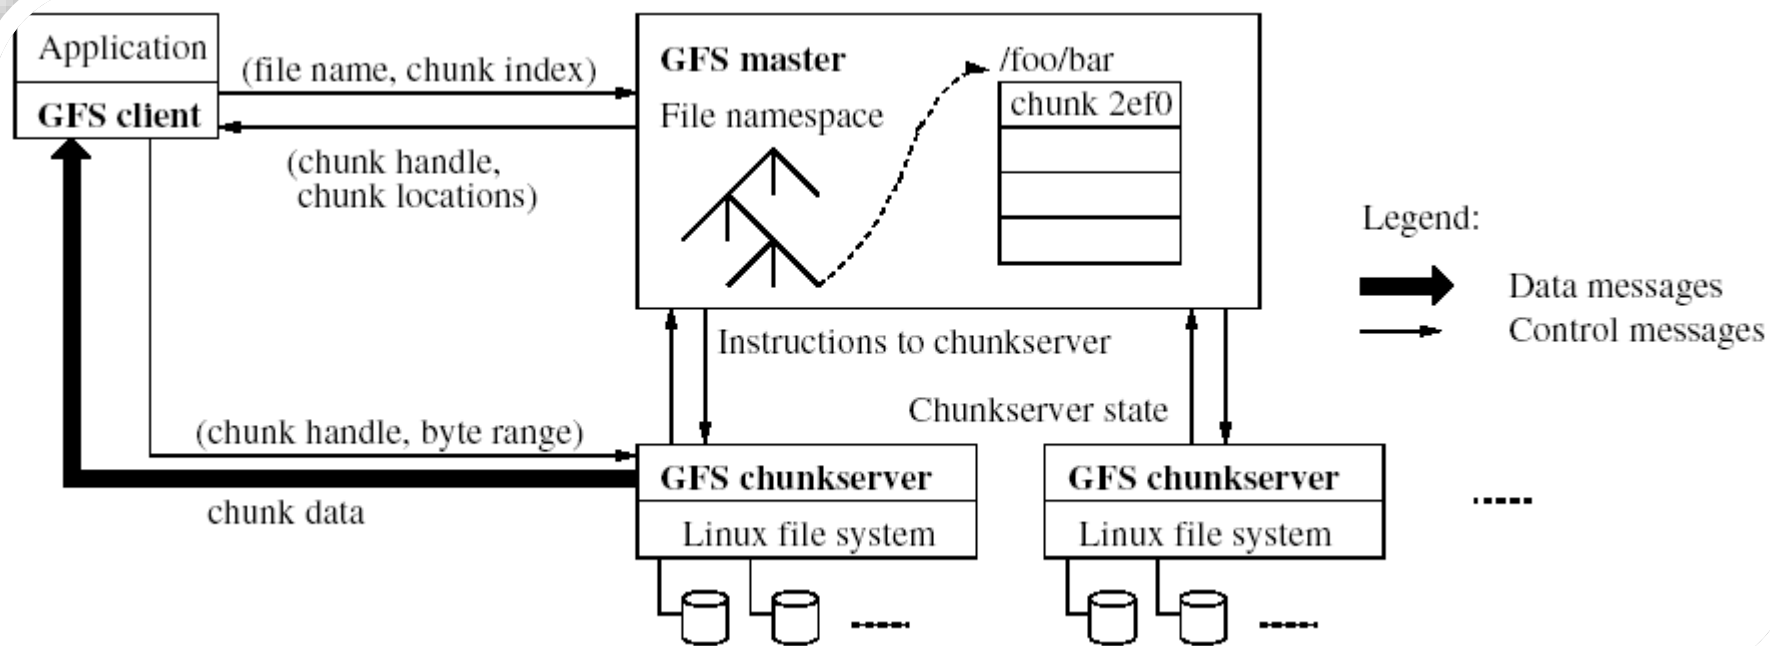 Application
GFS client
(file name, chunk index)
(chunk handle,
chunk locations)
GFS master
File namespace
/foo/bar
chunk 2ef0
Legend:
Data messages
Control messages
Instructions to chunkserver
Chunkserver state
(chunk handle, byte range)
chunk data
GFS chunkserver
Linux file system
GFS chunkserver
Linux file system